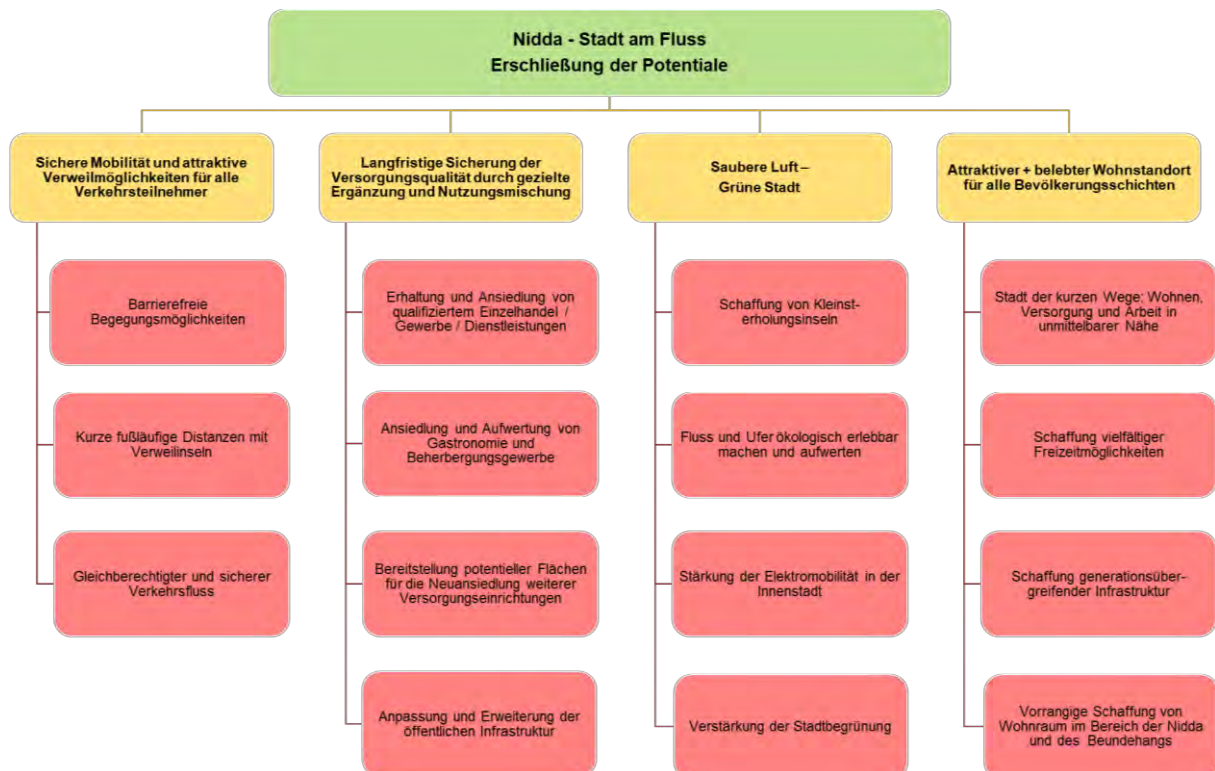 Nidda - Stadt am Fluss
Erschließung der Potentiale
Sichere Mobilität und attraktive
Verweilmöglichkeiten für alle
Verkehrsteilnehmer
Barrierefreie
Begegungsmöglichkeiten
Kurze fußläufige Distanzen mit
Verweilinseln
Gleichberechtigter und sicherer
Verkehrsfluss
Langfristige Sicherung der
Versorgungsqualität durch gezielte
Ergänzung und Nutzungsmischung
Erhaltung und Ansiedlung von
qualifiziertem Einzelhandel /
Gewerbe / Dienstleistungen
Ansiedlung und Aufwertung von
Gastronomie und
Beherbergungsgewerbe
Bereitstellung potentieller Flächen
für die Neuansiedlung weiterer
Versorgungseinrichtungen
Anpassung und Erweiterung der
öffentlichen Infrastruktur
Saubere Luft –
Grüne Stadt
Schaffung von Kleinst-
erholungsinseln
Fluss und Ufer ökologisch erlebbar
machen und aufwerten
Stärkung der Elektromobilität in der
Innenstadt
Verstärkung der Stadtbegrünung
Attraktiver + belebter Wohnstandort
für alle Bevölkerungsschichten
Stadt der kurzen Wege: Wohnen,
Versorgung und Arbeit in
unmittelbarer Nähe
Schaffung vielfältiger
Freizeitmöglichkeiten
Schaffung generationsüber-
greifender Infrastruktur
Vorrangige Schaffung von
Wohnraum im Bereich der Nidda
und des Beundehangs